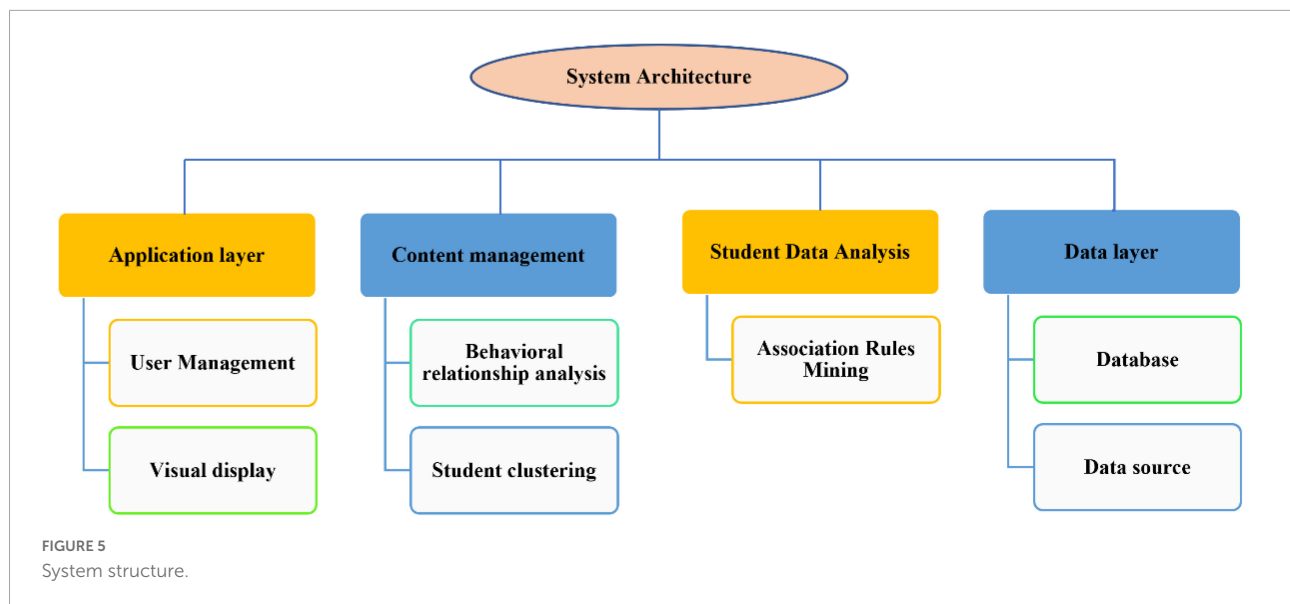 System Architecture
Application layer
Content management
Student Data Analysis
Data layer
User Management
Behavioral
relationship analysis
Association Rules
Mining
Database
Visual display
Student clustering
Data source
FIGURE 5
System structure.